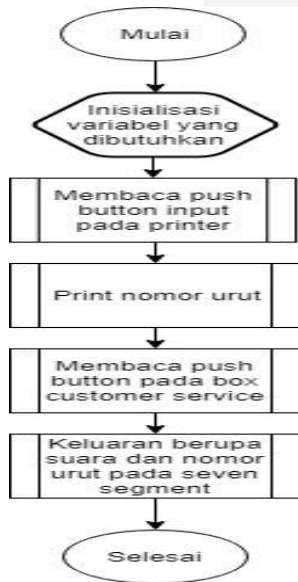 Mulai
Inisialisasi
variabel yang
dibutuhkan
Membaca push
button input
pada printer
Print nomor urut
Membaca push
button pada box
customer service
Keluaran berupa
suara dan nomor
urut pada seven
segment
Selesai